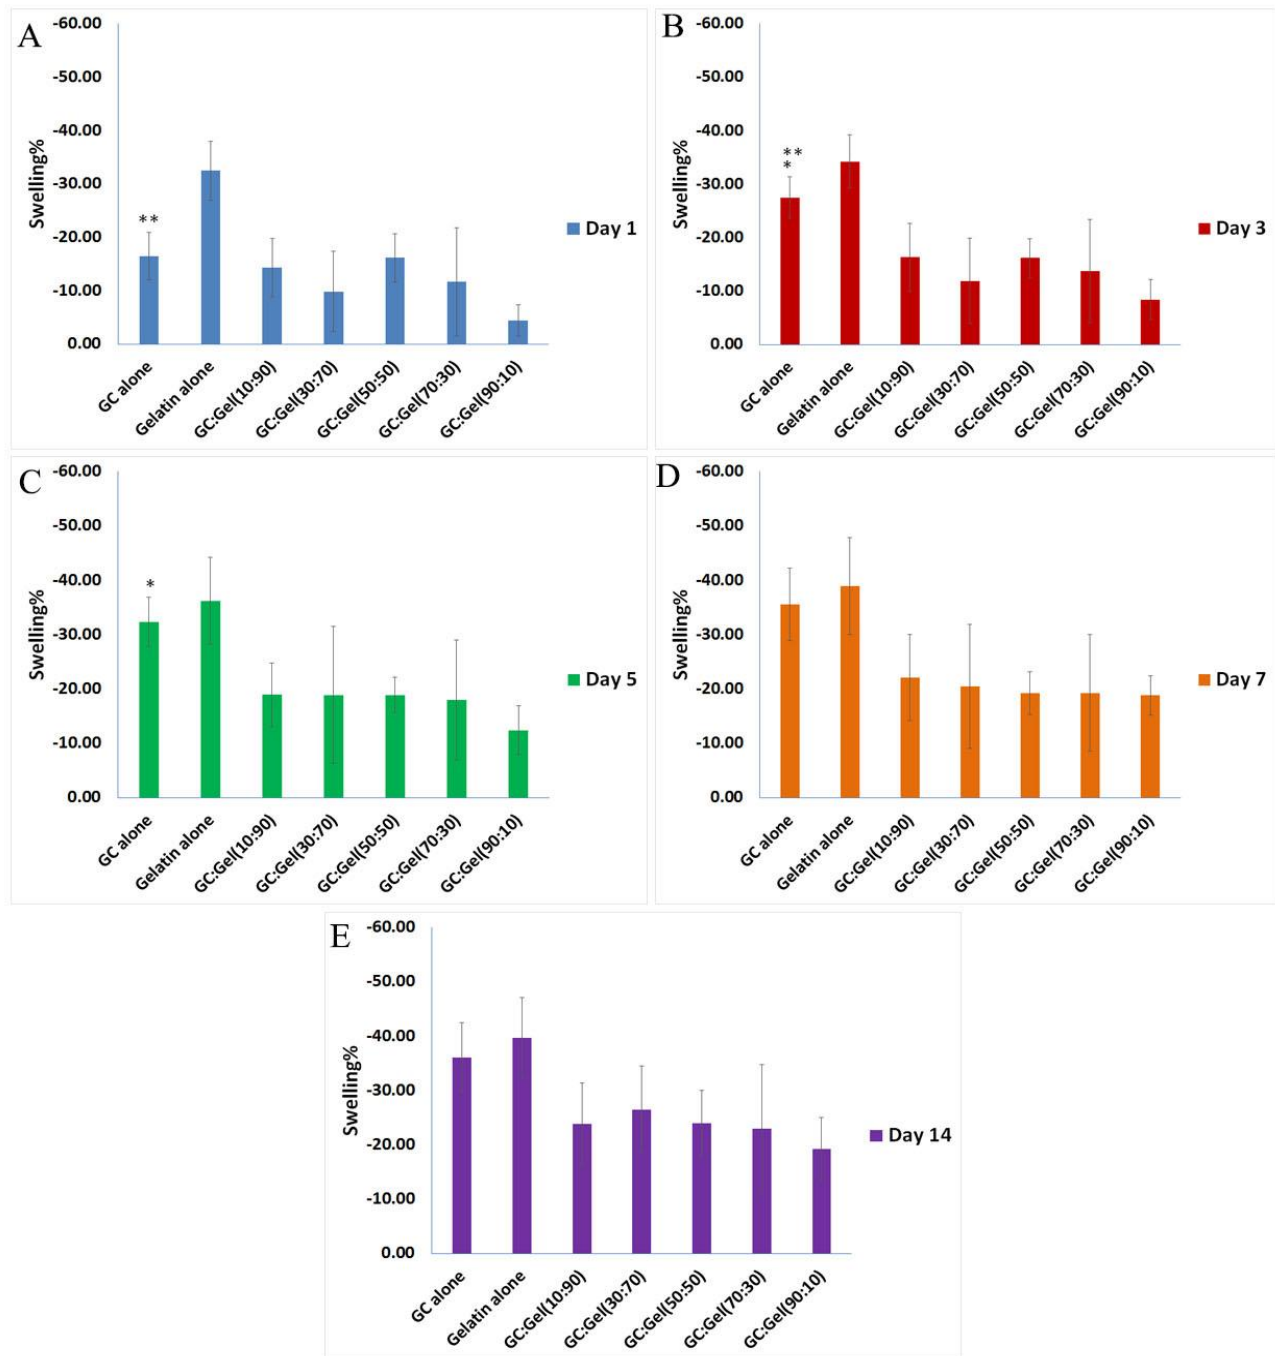 A
-60.00
-50.00
-40.00
-30.00
-20.00
-10.00
0.00
Swelling%
**
GC alone
Gelatin alone
GC:Gel(10:90)
GC:Gel(30:70)
GC:Gel(50:50)
GC:Gel(70:30)
GC:Gel(90:10)
Day 1
B
-60.00
-50.00
-40.00
-30.00
-20.00
-10.00
0.00
Swelling%
**
*
GC alone
Gelatin alone
GC:Gel(10:90)
GC:Gel(30:70)
GC:Gel(50:50)
GC:Gel(70:30)
GC:Gel(90:10)
Day 3
C
-60.00
-50.00
-40.00
-30.00
-20.00
-10.00
0.00
Swelling%
*
GC alone
Gelatin alone
GC:Gel(10:90)
GC:Gel(30:70)
GC:Gel(50:50)
GC:Gel(70:30)
GC:Gel(90:10)
Day 5
D
-60.00
-50.00
-40.00
-30.00
-20.00
-10.00
0.00
Swelling%
GC alone
Gelatin alone
GC:Gel(10:90)
GC:Gel(30:70)
GC:Gel(50:50)
GC:Gel(70:30)
GC:Gel(90:10)
Day 7
E
-60.00
-50.00
-40.00
-30.00
-20.00
-10.00
0.00
Swelling%
GC alone
Gelatin alone
GC:Gel(10:90)
GC:Gel(30:70)
GC:Gel(50:50)
GC:Gel(70:30)
GC:Gel(90:10)
Day 14